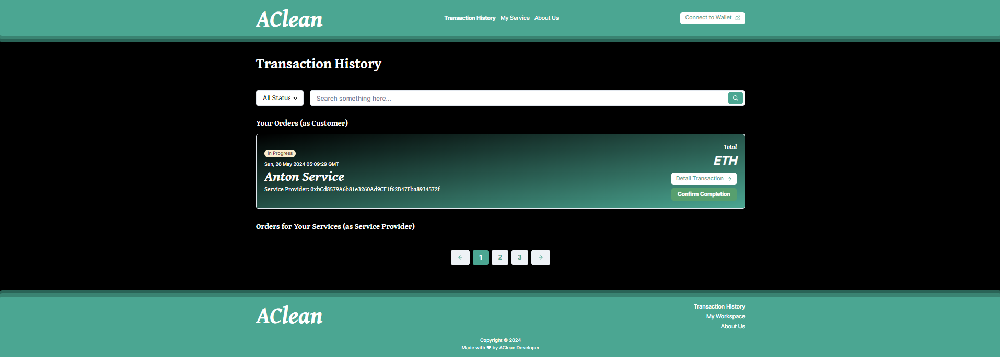 AClean
Transaction History My Service About Us
Connect to Wallet
Transaction History
All Status
Search something here...
Your Orders (as Customer)
In Progress
Sun, 26 May 2024 05:09:29 GMT
Anton Service
Service Provider: 0xbCd8579A6b81e3260Ad9CF1f62B47Fba8934572f
Total
ETH
Detail Transaction
Confirm Completion
Orders for Your Services (as Service Provider)
1 2 3
AClean
Transaction History
My Workspace
About Us
Copyright © 2024
Made with ❤ by AClean Developer